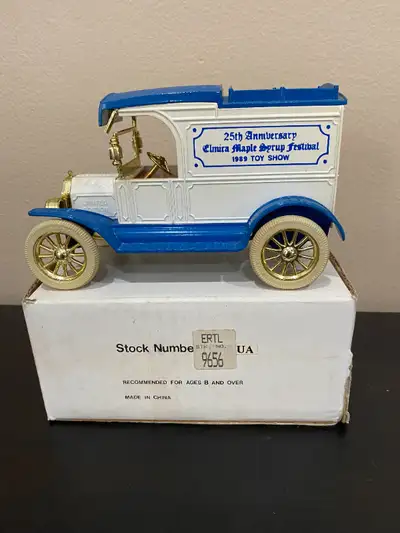 25th Anniversary
Elmira Maple Syrup Festival
1989 TOY SHOW
ERTL
Stock Numbe UA
9656
RECOMMENDED FOR AGES 8 AND OVER
MADE IN CHINA